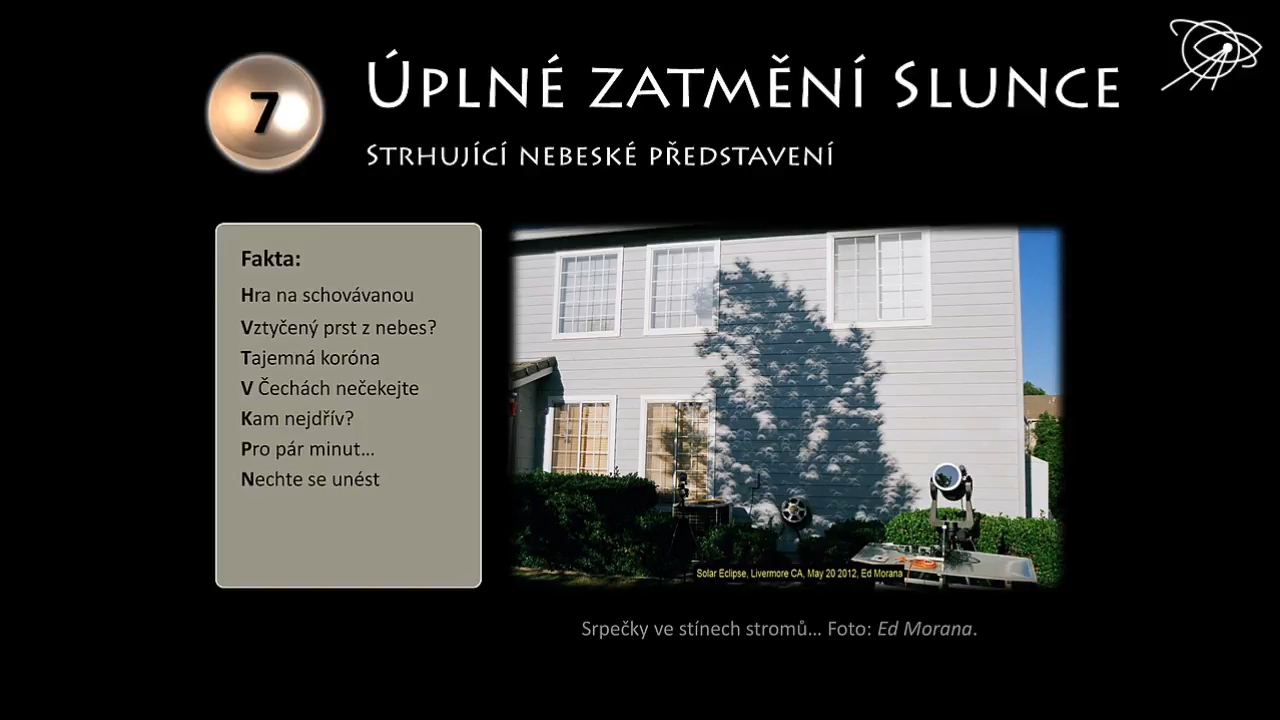 7
Úplné zatmění Slunce
Strhující nebeské představení
Fakta:
Hra na schovávanou
Vztyčený prst z nebes?
Tajemná koróna
V Čechách nečekejte
Kam nejdřív?
Pro pár minut...
Nechte se unést
Solar Eclipse, Livermore CA, May 20 2012, Ed Morana
Srpečky ve stínech stromů... Foto: Ed Morana.